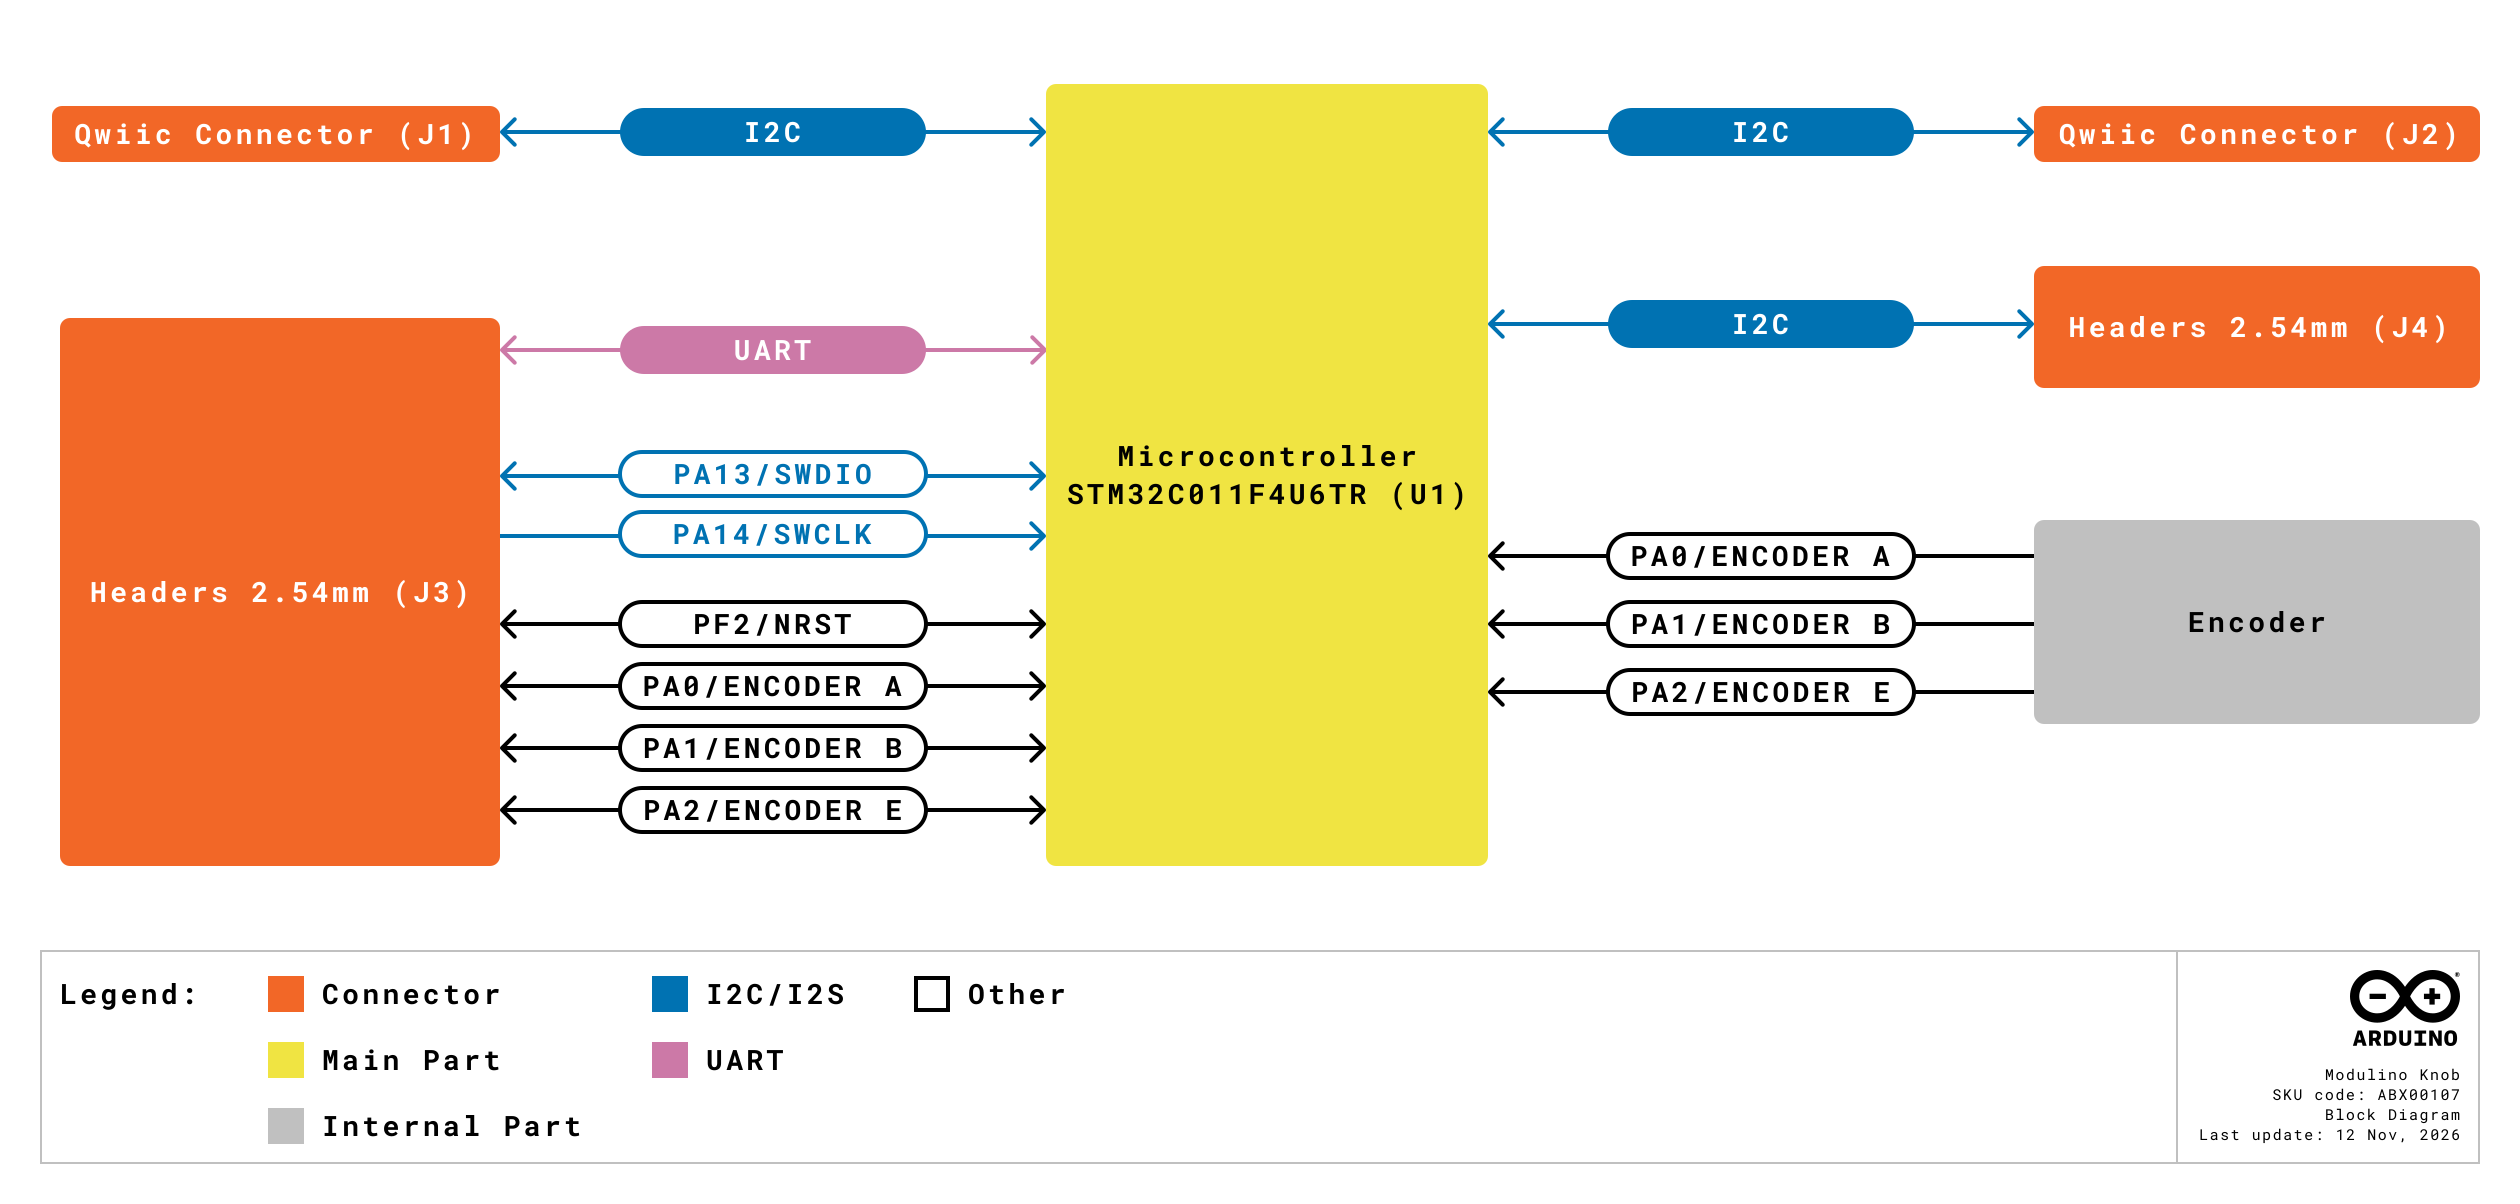 Qwiic Connector (J1)
I2C
I2C
Qwiic Connector (J2)
UART
I2C
Headers 2.54mm (J4)
Headers 2.54mm (J3)
PA13/SWDIO
PA14/SWCLK
PF2/NRST
PA0/ENCODER A
PA1/ENCODER B
PA2/ENCODER E
Microcontroller
STM32C011F4U6TR (U1)
PA0/ENCODER A
PA1/ENCODER B
PA2/ENCODER E
Encoder
Legend:
Connector
Main Part
Internal Part
I2C/I2S
UART
Other
ARDUINO
Modulino Knob
SKU code: ABX00107
Block Diagram
Last update: 12 Nov, 2026